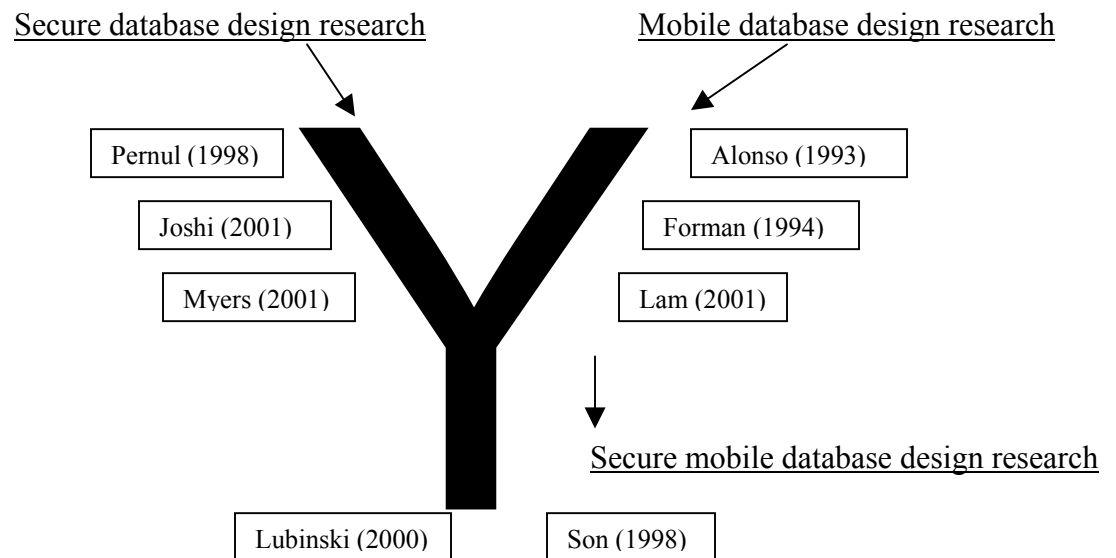 Secure database design research
Mobile database design research
Pernul (1998)
Alonso (1993)
Joshi (2001)
Forman (1994)
Myers (2001)
Lam (2001)
Secure mobile database design research
Lubinski (2000)
Son (1998)